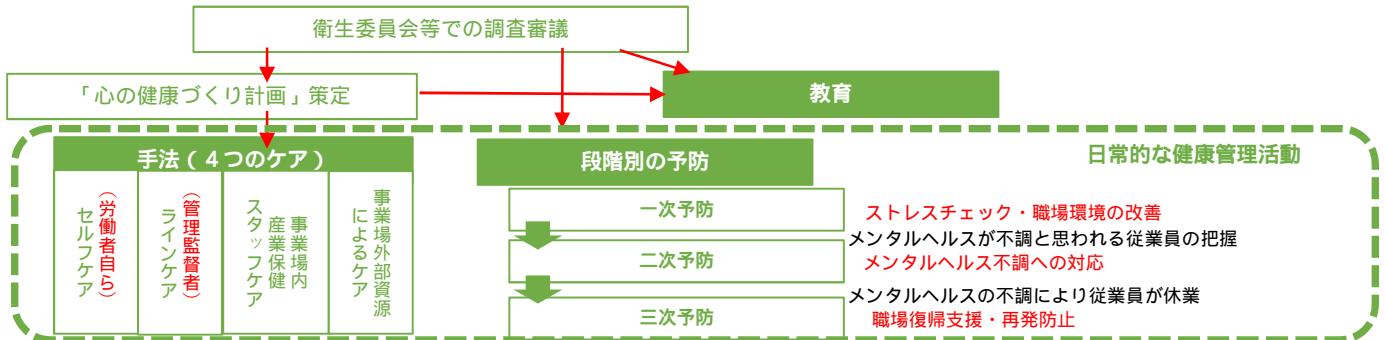 衛生委員会等での調査審議
「心の健康づくり計画」策定
教育
日常的な健康管理活動
手法（４つのケア）
（労働者自ら）
セルフケア
（管理監督者）
ラインケア
事業場内
産業保健
スタッフケア
事業場外部資源
によるケア
段階別の予防
一次予防
ストレスチェック・職場環境の改善
メンタルヘルスが不調と思われる従業員の把握
二次予防
メンタルヘルス不調への対応
メンタルヘルスの不調により従業員が休業
三次予防
職場復帰支援・再発防止